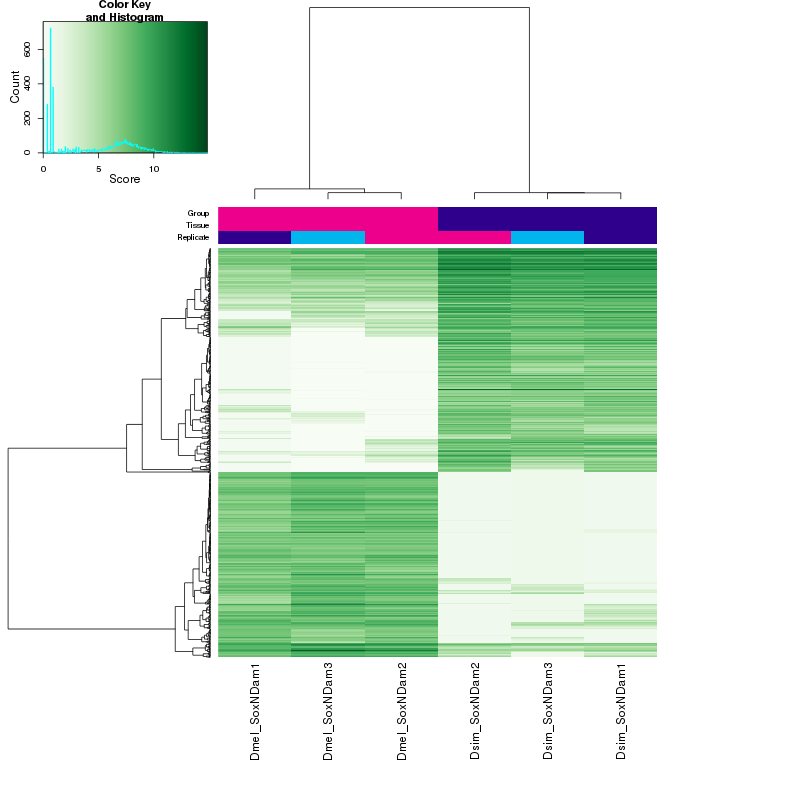 Color Key
and Histogram
Count
0 200 400 600
0 5 10
Score
Group
Tissue
Replicate
Dmel_SoxNDam1
Dmel_SoxNDam3
Dmel_SoxNDam2
Dsim_SoxNDam2
Dsim_SoxNDam3
Dsim_SoxNDam1